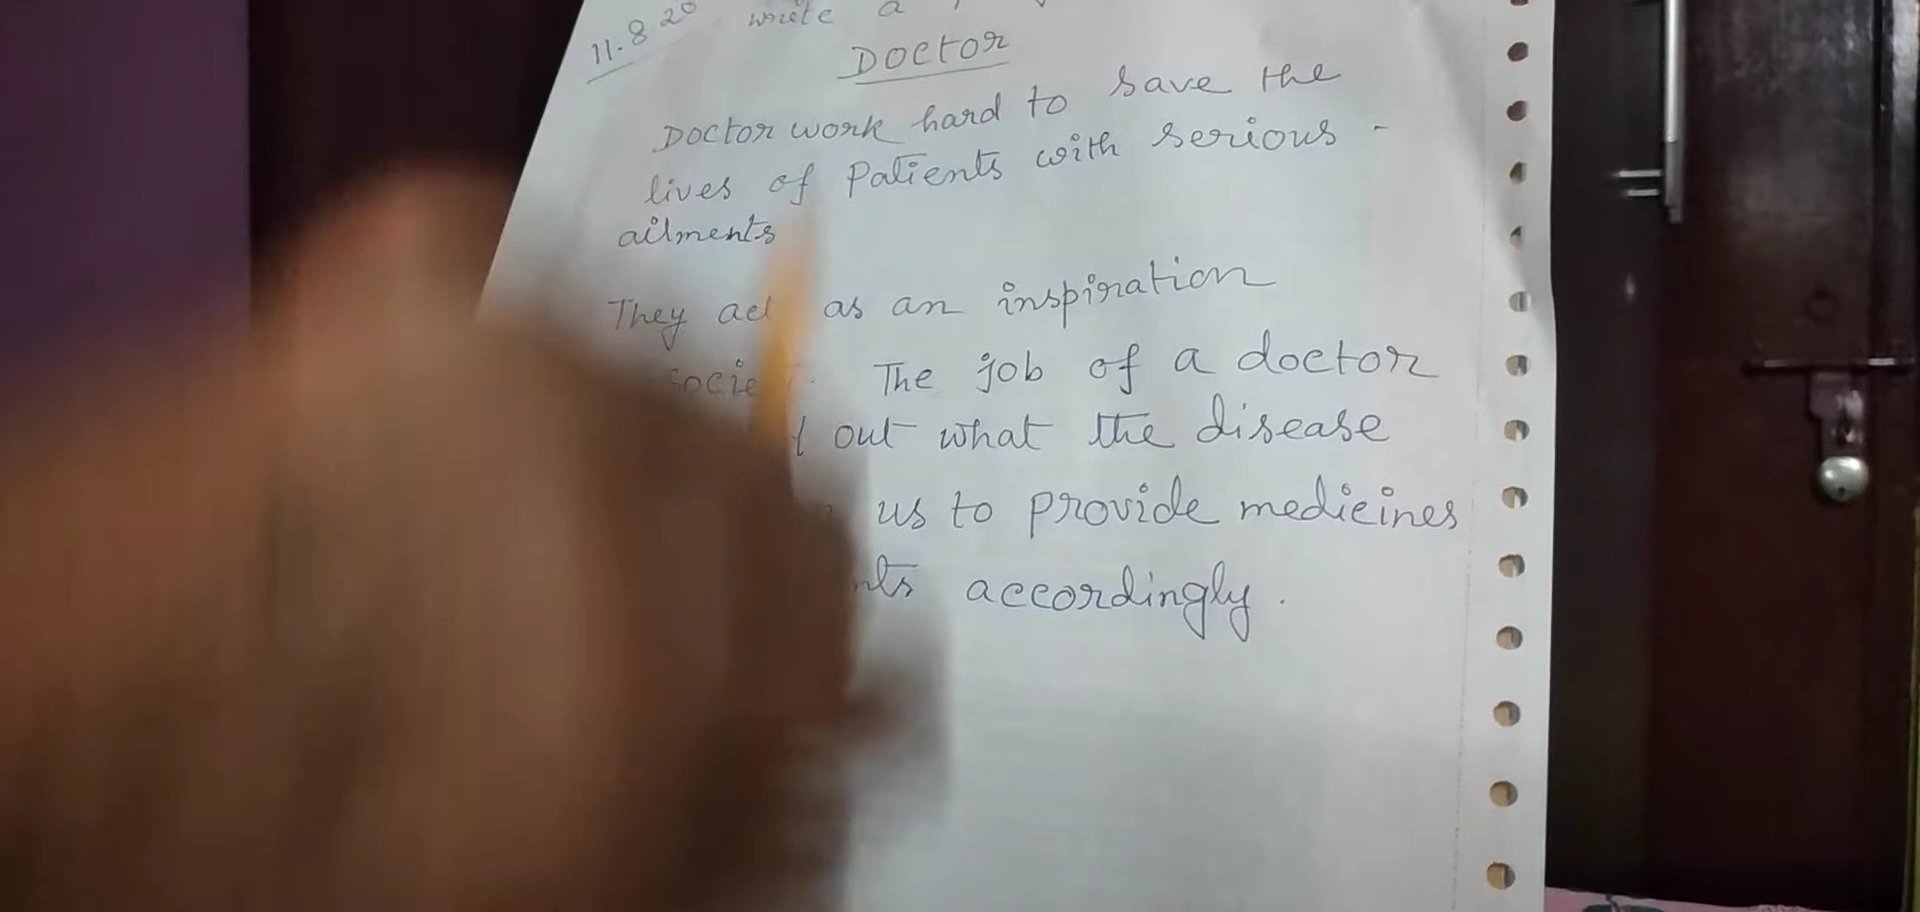 11.8.20 write a
DOCTOR
Doctor work hard to save the
lives of Patients with serious -
ailments
They act as an inspiration
The job of a doctor
out what the disease
us to provide medicines
accordingly.